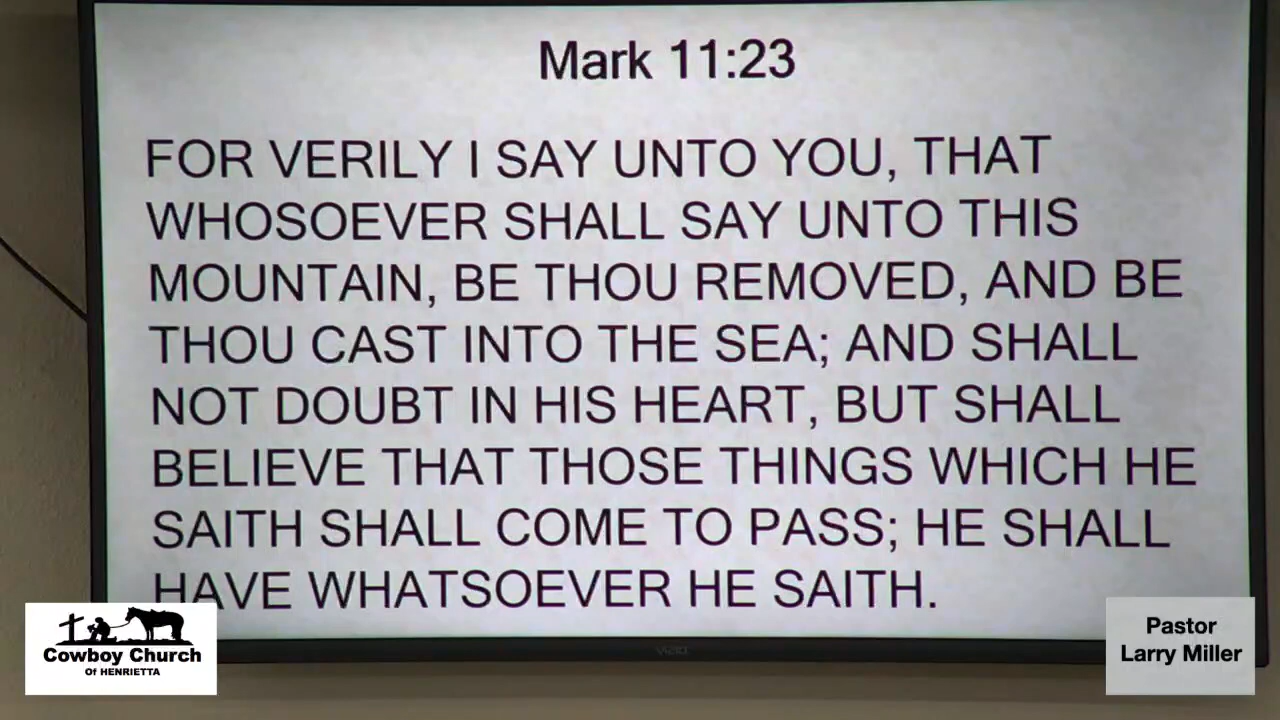 Mark 11:23
FOR VERILY I SAY UNTO YOU, THAT
WHOSOEVER SHALL SAY UNTO THIS
MOUNTAIN, BE THOU REMOVED, AND BE
THOU CAST INTO THE SEA; AND SHALL
NOT DOUBT IN HIS HEART, BUT SHALL
BELIEVE THAT THOSE THINGS WHICH HE
SAITH SHALL COME TO PASS; HE SHALL
HAVE WHATSOEVER HE SAITH.
Cowboy Church
OF HENRIETTA
VIZIO
Pastor
Larry Miller